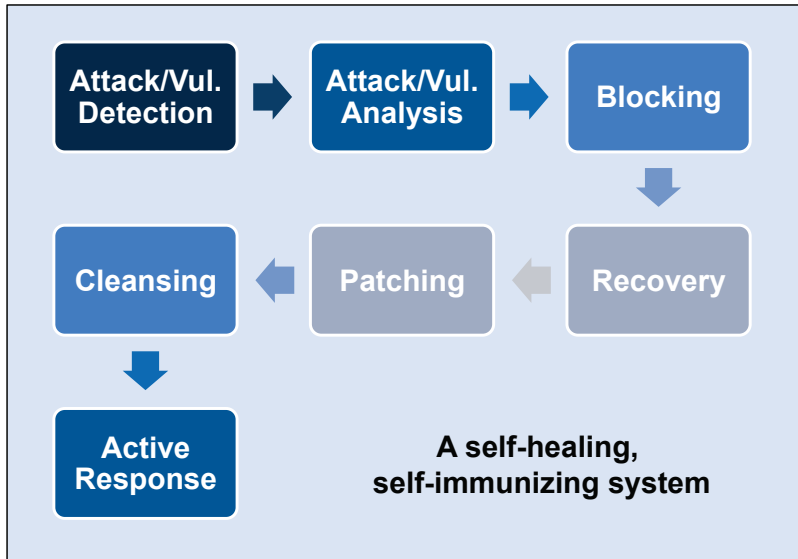 Attack/Vul.
Detection
Attack/Vul.
Analysis
Blocking
Recovery
Patching
Cleansing
Active
Response
A self-healing,
self-immunizing system